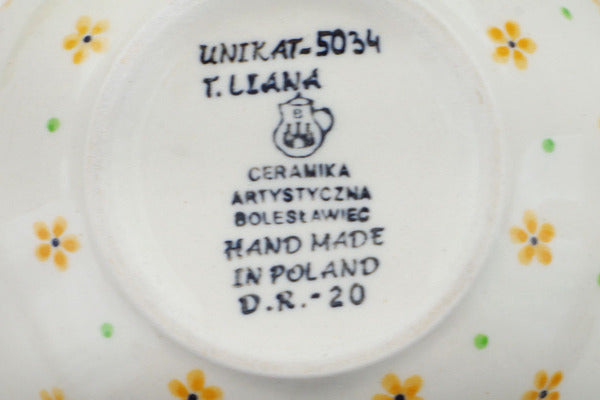 UNIKAT-5034
T. LIANA
B
CERAMIKA
ARTYSTYCZNA
BOLESŁAWIEC
HAND MADE
IN POLAND
D.R.-20